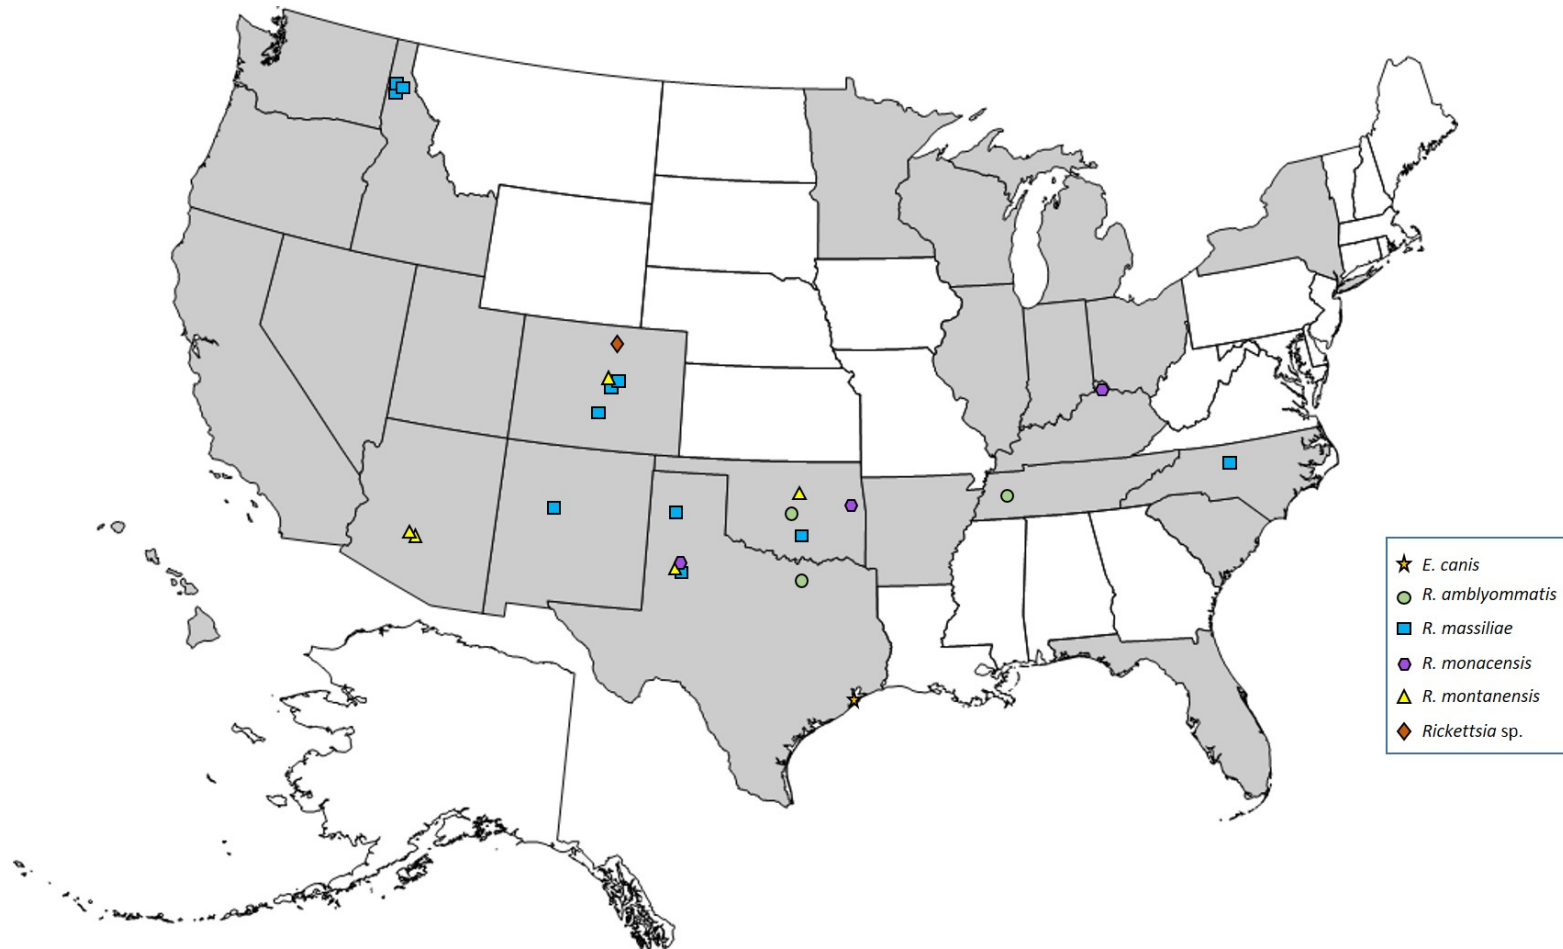 E. canis
R. amblyommatis
R. massiliae
R. monacensis
R. montanensis
Rickettsia sp.